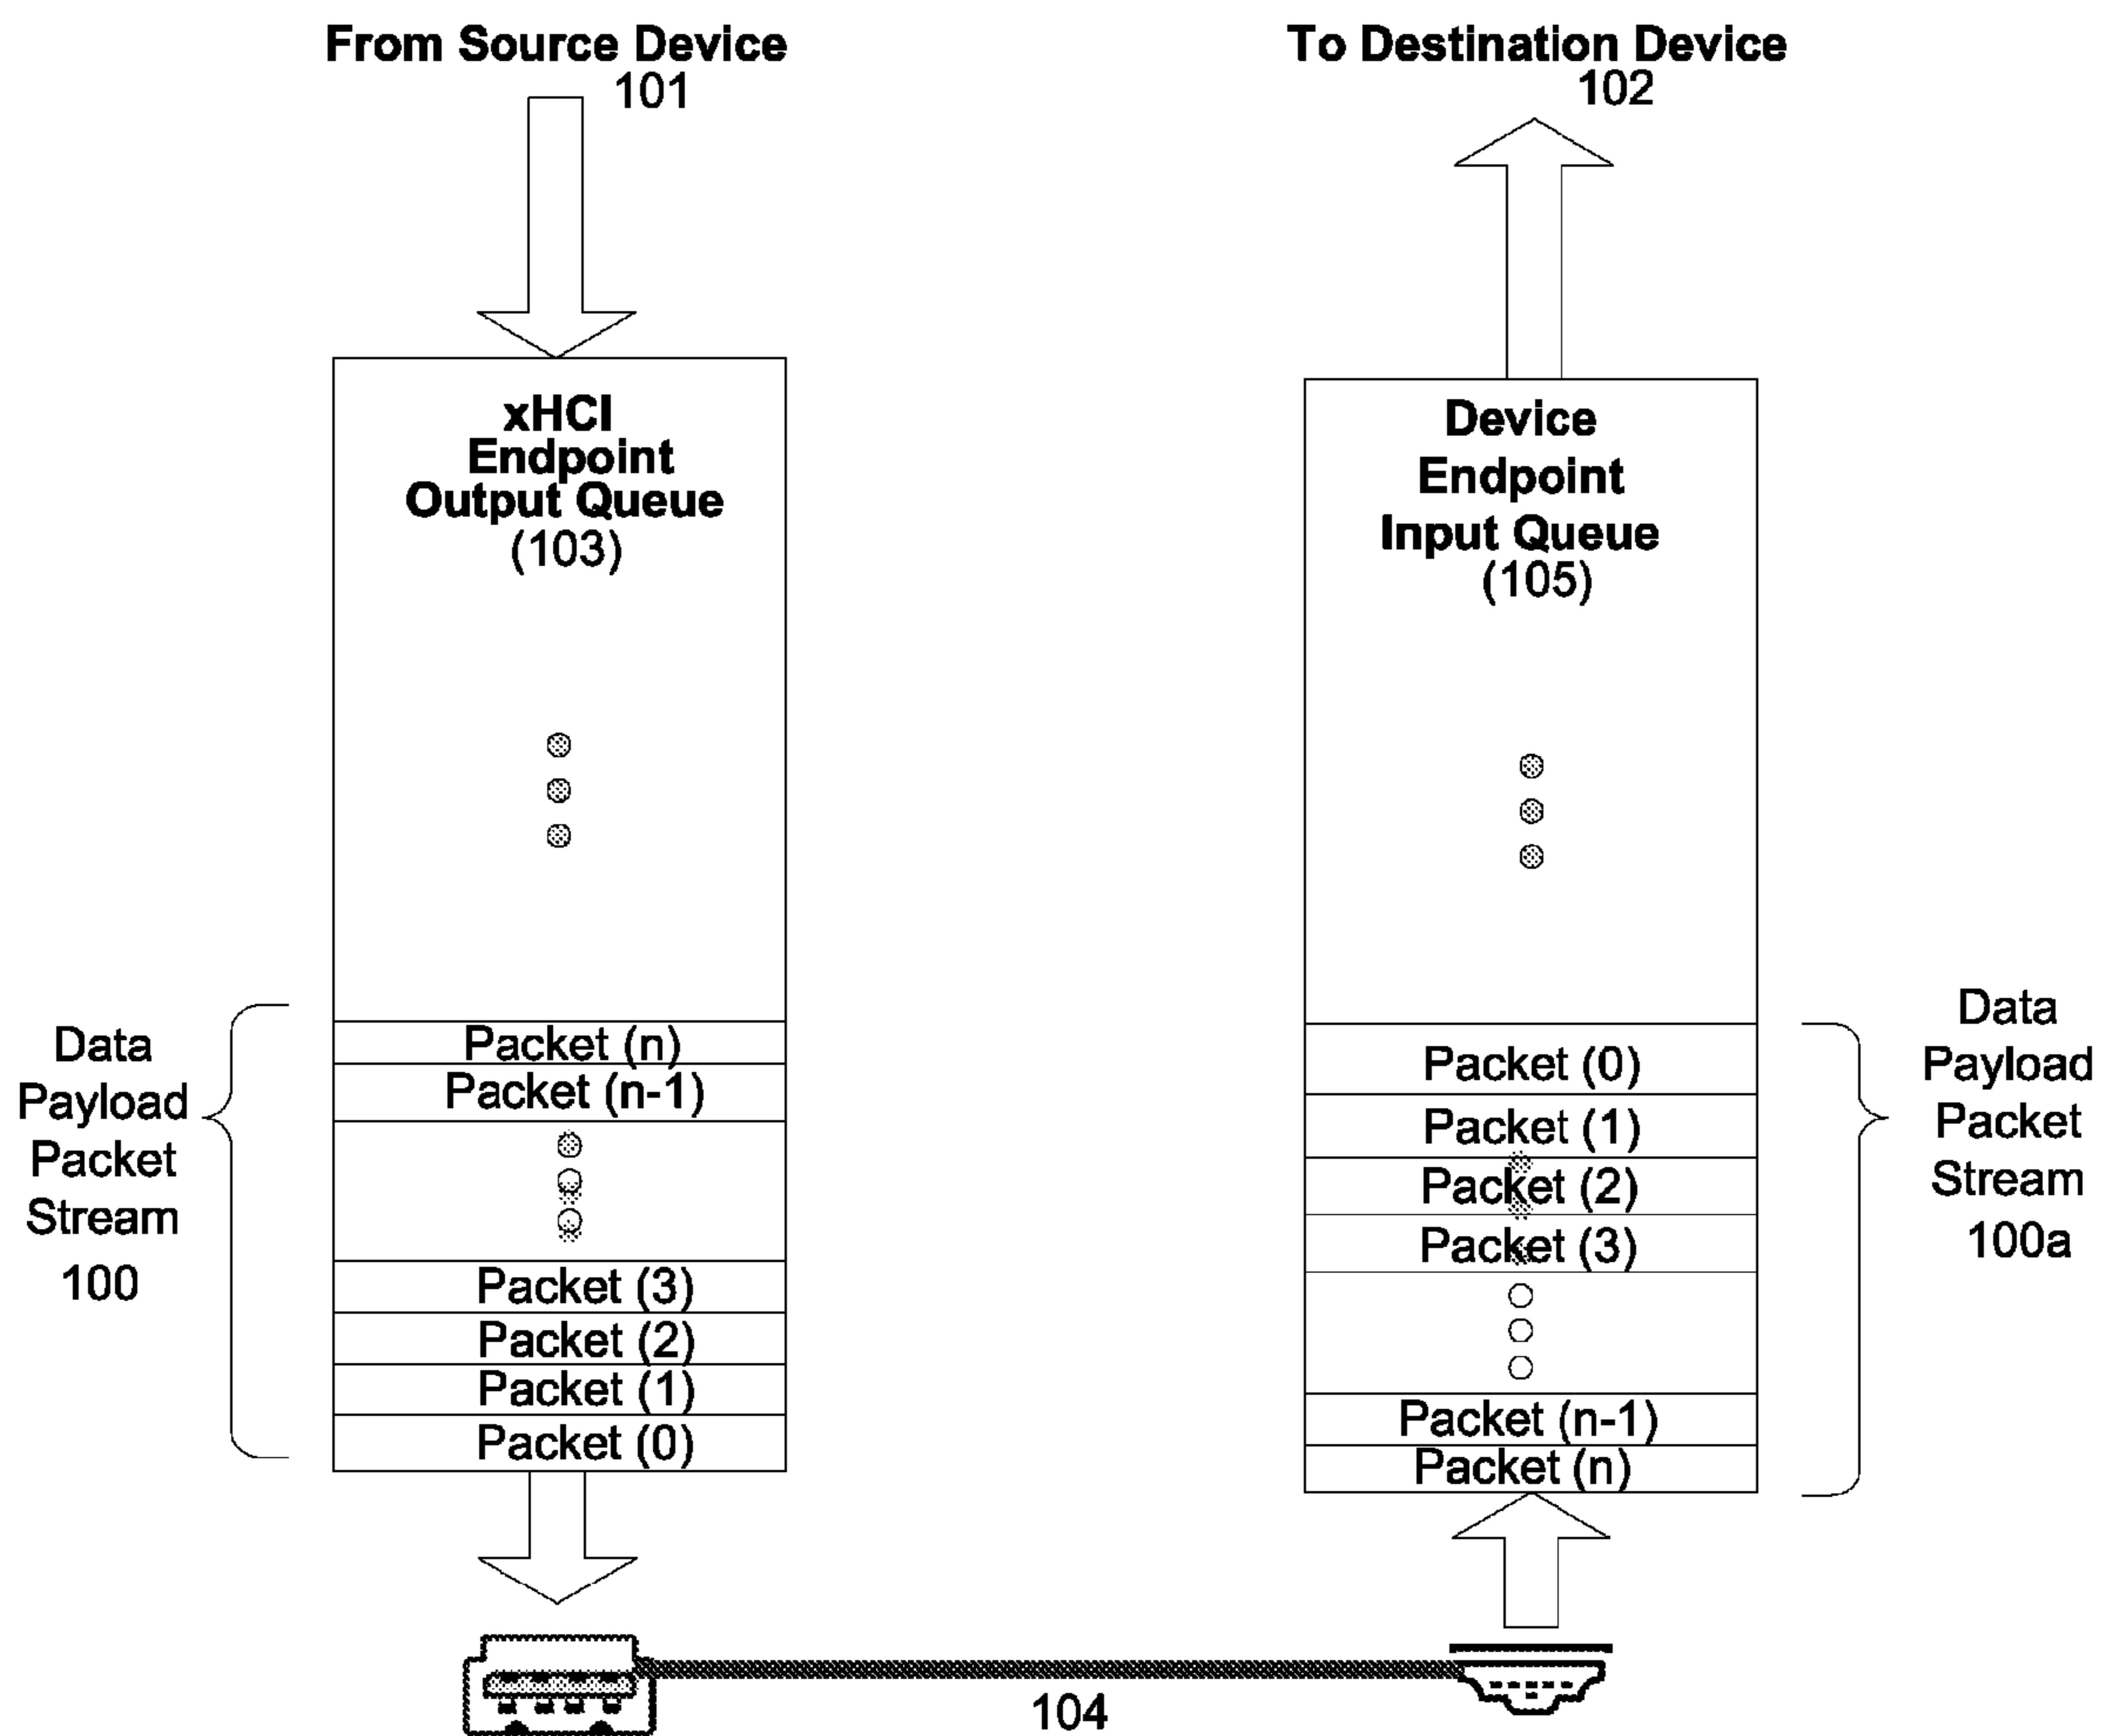 From Source Device
101
To Destination Device
102
xHCI
Endpoint
Output Queue
(103)
Device
Endpoint
Input Queue
(105)
Data
Payload
Packet
Stream
100
Packet (n)
Packet (n-1)
Packet (3)
Packet (2)
Packet (1)
Packet (0)
Packet (0)
Packet (1)
Packet (2)
Packet (3)
Packet (n-1)
Packet (n)
Data
Payload
Packet
Stream
100a
104